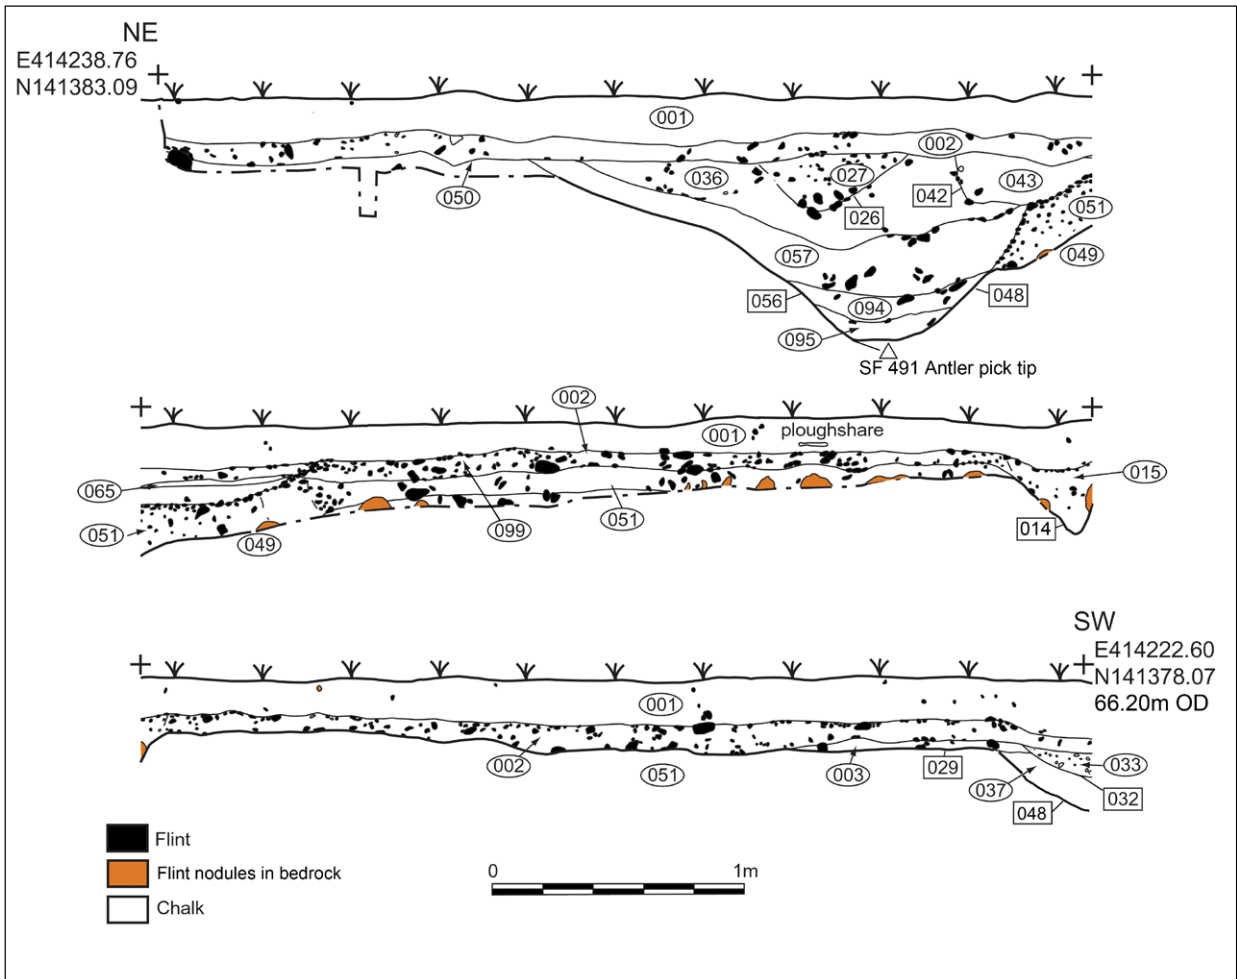 NE
E414238.76
N141383.09
001
002
036
027
043
050
042
051
026
057
049
056
048
094
095
SF 491 Antler pick tip
002
001
ploughshare
015
065
051
049
099
051
014
SW
E414222.60
N141378.07
66.20m OD
001
002
051
003
029
033
037
032
048
Flint
Flint nodules in bedrock
Chalk
0 1m